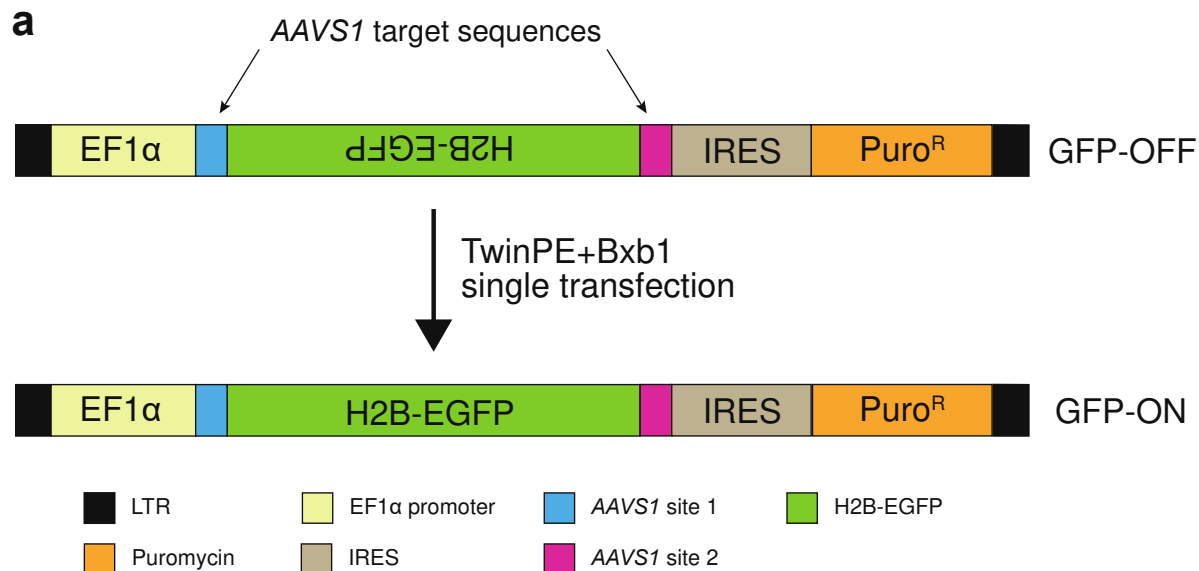 a
AAVS1 target sequences
EF1α H2B-EGFP IRES Puroᴿ GFP-OFF
TwinPE+Bxb1
single transfection
EF1α H2B-EGFP IRES Puroᴿ GFP-ON
LTR EF1α promoter AAVS1 site 1 H2B-EGFP
Puromycin IRES AAVS1 site 2